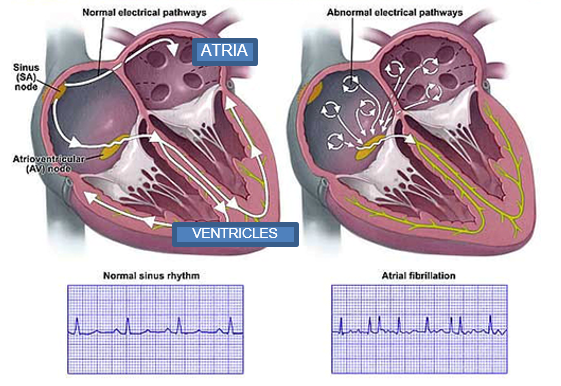 Normal electrical pathways
Abnormal electrical pathways
ATRIA
Sinus
(SA)
node
Atrioventricular
(AV) node
VENTRICLES
Normal sinus rhythm
Atrial fibrillation